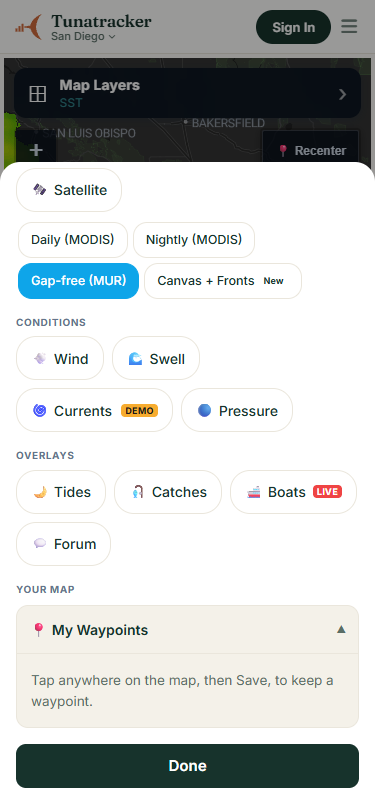 Tunatracker
San Diego
Sign In
Map Layers
SST
BAKERSFIELD
SAN LUIS OBISPO
+
Recenter
Satellite
Daily (MODIS)
Nightly (MODIS)
Gap-free (MUR)
Canvas + Fronts New
CONDITIONS
Wind
Swell
Currents DEMO
Pressure
OVERLAYS
Tides
Catches
Boats LIVE
Forum
YOUR MAP
My Waypoints
Tap anywhere on the map, then Save, to keep a
waypoint.
Done